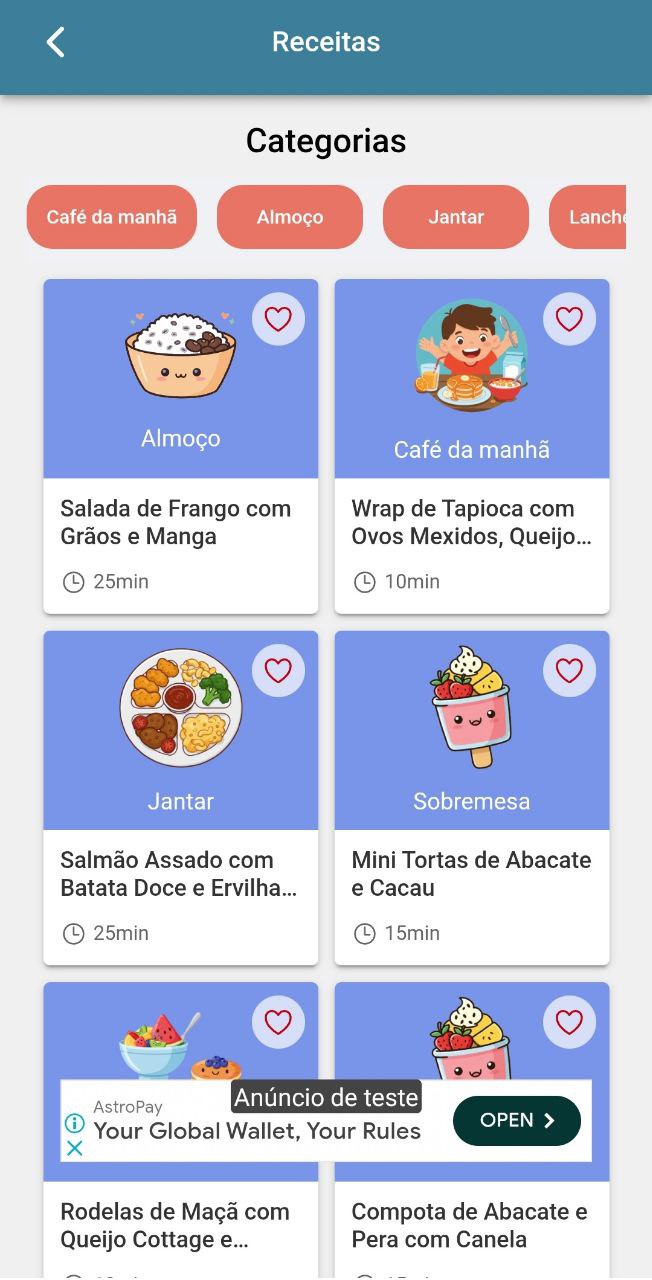 Receitas
Categorias
Café da manhã
Almoço
Jantar
Lanche
Almoço
Café da manhã
Salada de Frango com
Grãos e Manga
Wrap de Tapioca com
Ovos Mexidos, Queijo...
25min
10min
Jantar
Sobremesa
Salmão Assado com
Batata Doce e Ervilha...
Mini Tortas de Abacate
e Cacau
25min
15min
Anúncio de teste
AstroPay
Your Global Wallet, Your Rules
OPEN
Rodelas de Maçã com
Queijo Cottage e...
Compota de Abacate e
Pera com Canela